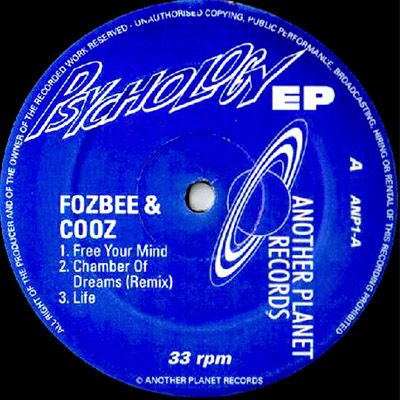 ALL RIGHT OF THE PRODUCER AND OF THE OWNER OF THE RECORDED WORK RESERVED - UNAUTHORISED COPYING, PUBLIC PERFORMANCE, BROADCASTING, HIRING OR RENTAL OF THIS RECORDING PROHIBITED
PSYCHOLOGY EP
A
ANP1-A
FOZBEE &
COOZ
1. Free Your Mind
2. Chamber Of
Dreams (Remix)
3. Life
ANOTHER PLANET
RECORDS
33 rpm
© ANOTHER PLANET RECORDS